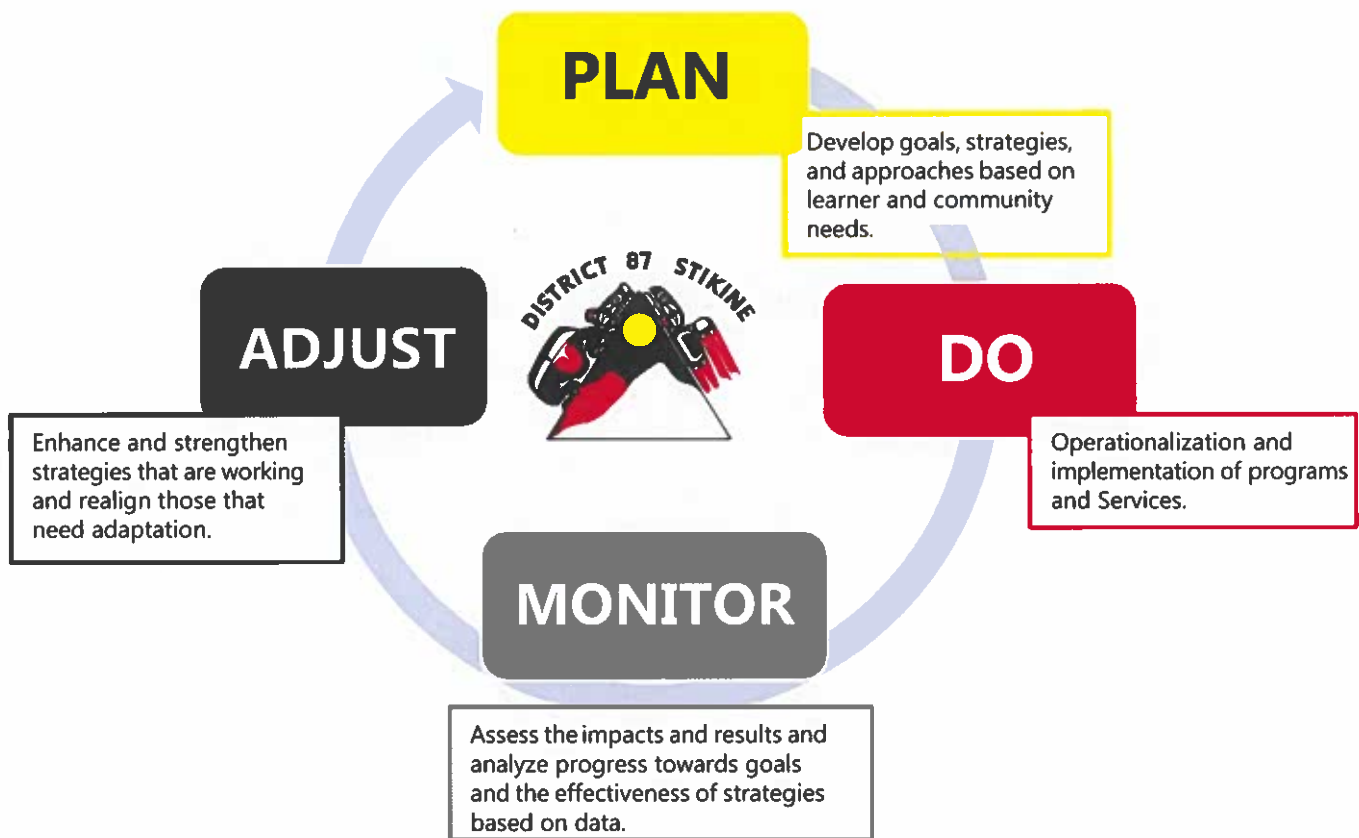 PLAN
Develop goals, strategies,
and approaches based on
learner and community
needs.
DISTRICT 87 STIKINE
ADJUST
DO
Enhance and strengthen
strategies that are working
and realign those that
need adaptation.
Operationalization and
implementation of programs
and Services.
MONITOR
Assess the impacts and results and
analyze progress towards goals
and the effectiveness of strategies
based on data.